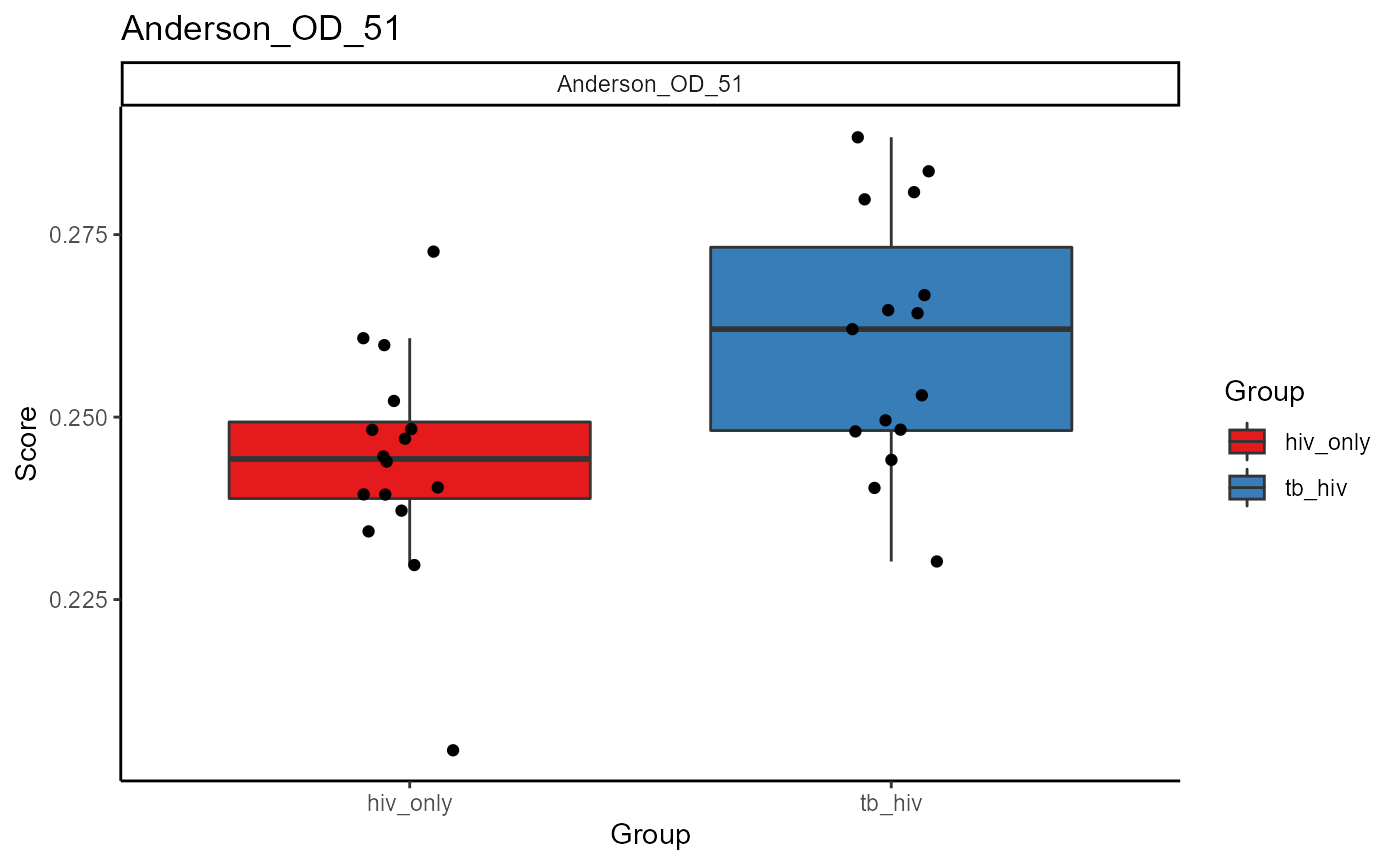 Anderson_OD_51
Anderson_OD_51
0.275
0.250
0.225
Score
hiv_only
tb_hiv
Group
Group
hiv_only
tb_hiv